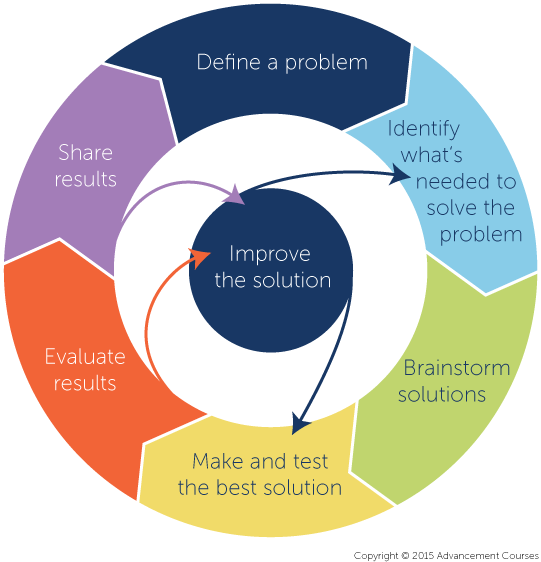 Define a problem
Identify
what's
needed to
solve the
problem
Brainstorm
solutions
Make and test
the best solution
Evaluate
results
Share
results
Improve
the solution
Copyright © 2015 Advancement Courses